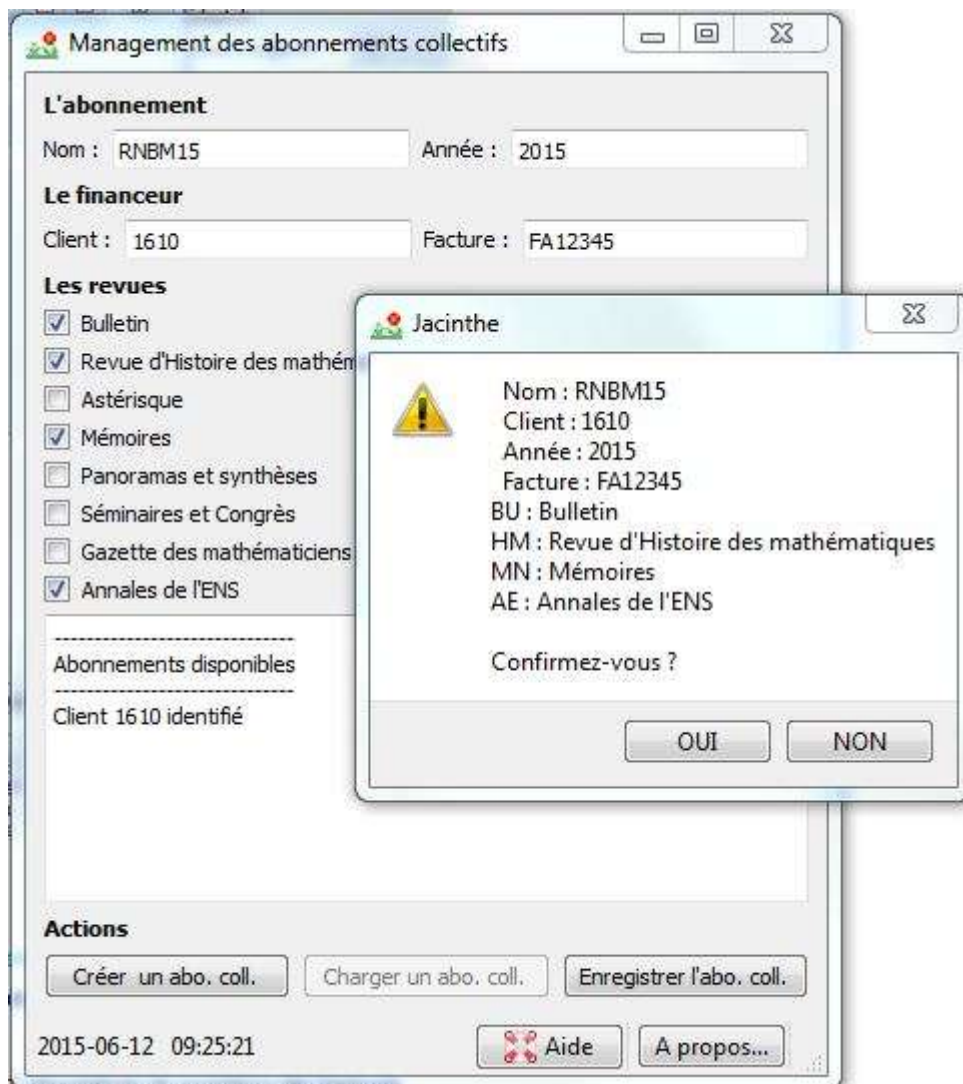 Management des abonnements collectifs
L'abonnement
Nom : RNBM15 Année : 2015
Le financeur
Client : 1610 Facture : FA12345
Les revues
Bulletin
Revue d'Histoire des mathém
Astérisque
Mémoires
Panoramas et synthèses
Séminaires et Congrès
Gazette des mathématiciens
Annales de l'ENS
------------------------------
Abonnements disponibles
------------------------------
Client 1610 identifié
Jacinthe
Nom : RNBM15
Client : 1610
Année : 2015
Facture : FA12345
BU : Bulletin
HM : Revue d'Histoire des mathématiques
MN : Mémoires
AE : Annales de l'ENS
Confirmez-vous ?
OUI NON
Actions
Créer un abo. coll. Charger un abo. coll. Enregistrer l'abo. coll.
2015-06-12 09:25:21 Aide A propos...